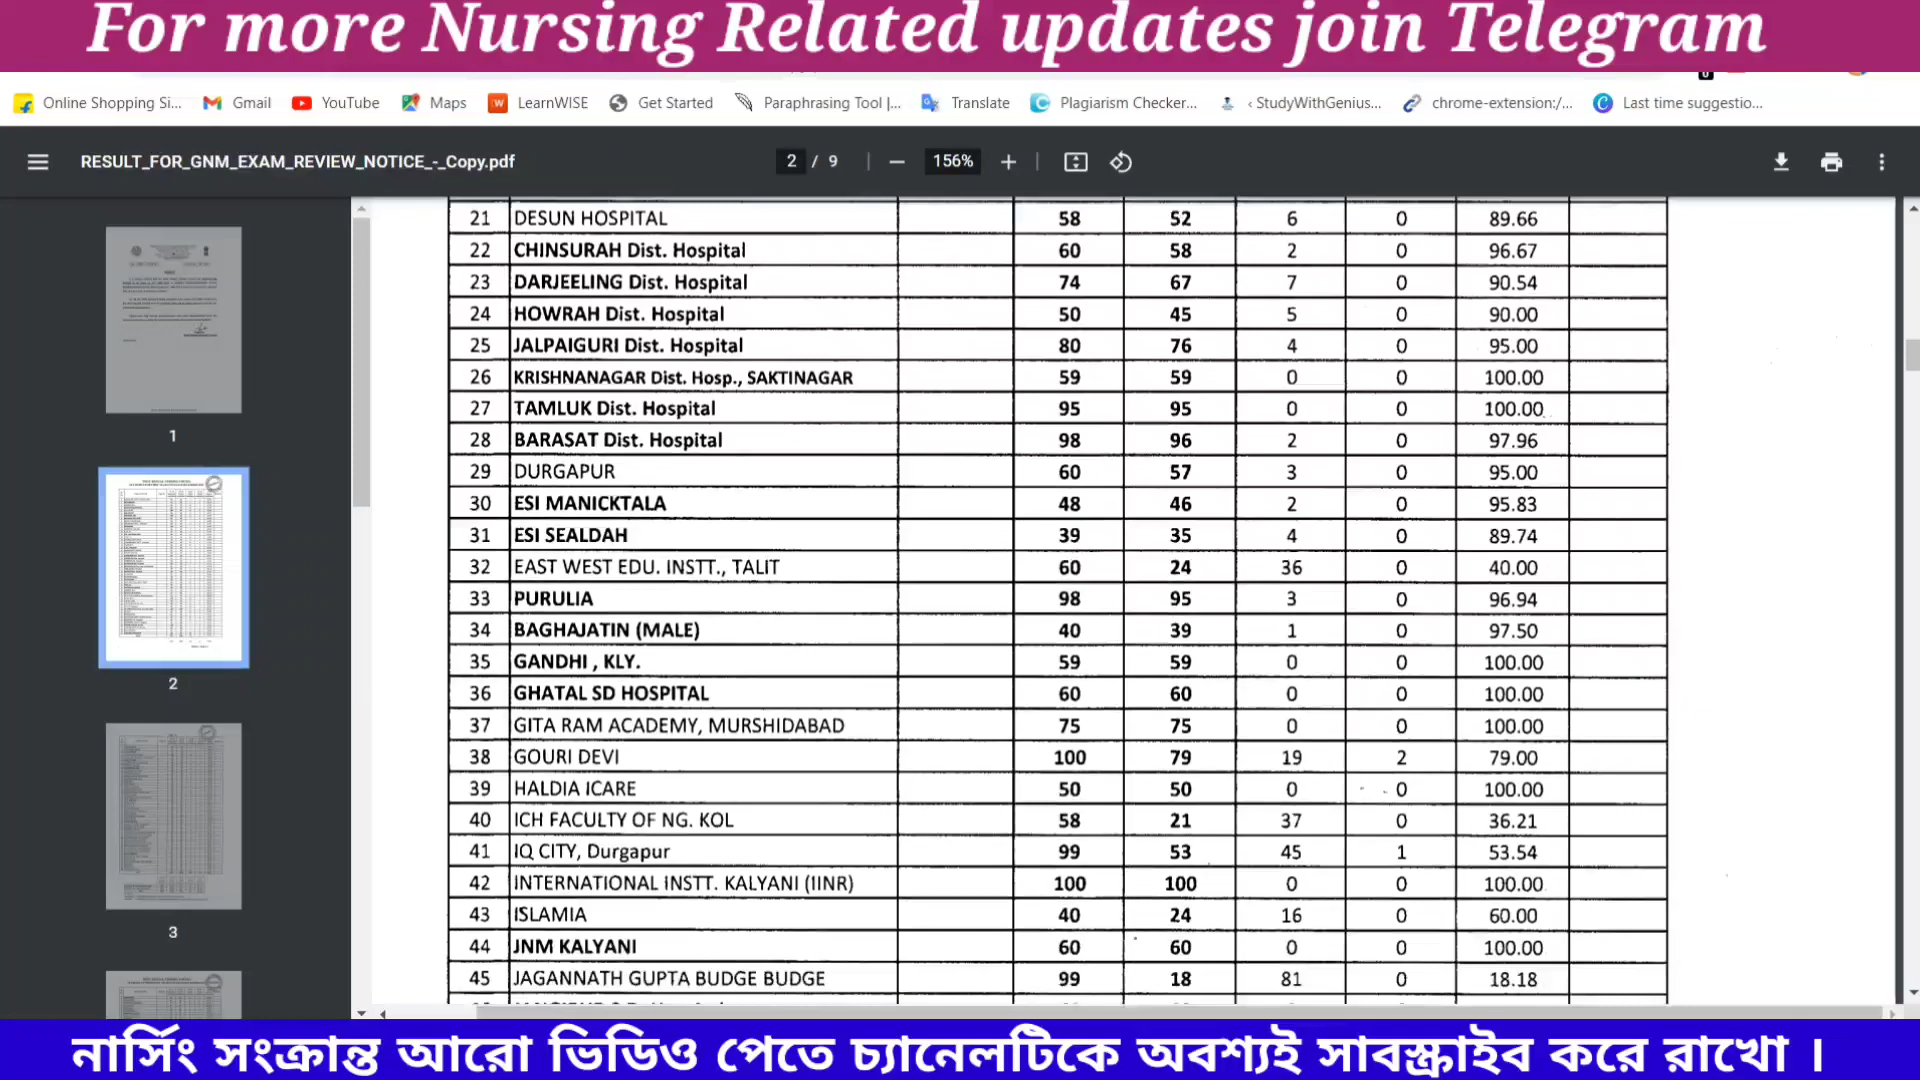 For more Nursing Related updates join Telegram
Online Shopping Si... Gmail YouTube Maps LearnWISE Get Started Paraphrasing Tool |... Translate Plagiarism Checker... ‹ StudyWithGenius... chrome-extension:/... Last time suggestio...
RESULT_FOR_GNM_EXAM_REVIEW_NOTICE_-_Copy.pdf 2 / 9 156%
21 DESUN HOSPITAL 58 52 6 0 89.66
22 CHINSURAH Dist. Hospital 60 58 2 0 96.67
23 DARJEELING Dist. Hospital 74 67 7 0 90.54
24 HOWRAH Dist. Hospital 50 45 5 0 90.00
25 JALPAIGURI Dist. Hospital 80 76 4 0 95.00
26 KRISHNANAGAR Dist. Hosp., SAKTINAGAR 59 59 0 0 100.00
27 TAMLUK Dist. Hospital 95 95 0 0 100.00
28 BARASAT Dist. Hospital 98 96 2 0 97.96
29 DURGAPUR 60 57 3 0 95.00
30 ESI MANICKTALA 48 46 2 0 95.83
31 ESI SEALDAH 39 35 4 0 89.74
32 EAST WEST EDU. INSTT., TALIT 60 24 36 0 40.00
33 PURULIA 98 95 3 0 96.94
34 BAGHAJATIN (MALE) 40 39 1 0 97.50
35 GANDHI , KLY. 59 59 0 0 100.00
36 GHATAL SD HOSPITAL 60 60 0 0 100.00
37 GITA RAM ACADEMY, MURSHIDABAD 75 75 0 0 100.00
38 GOURI DEVI 100 79 19 2 79.00
39 HALDIA ICARE 50 50 0 0 100.00
40 ICH FACULTY OF NG. KOL 58 21 37 0 36.21
41 IQ CITY, Durgapur 99 53 45 1 53.54
42 INTERNATIONAL INSTT. KALYANI (IINR) 100 100 0 0 100.00
43 ISLAMIA 40 24 16 0 60.00
44 JNM KALYANI 60 60 0 0 100.00
45 JAGANNATH GUPTA BUDGE BUDGE 99 18 81 0 18.18
1
2
3
নার্সিং সংক্রান্ত আরো ভিডিও পেতে চ্যানেলটিকে অবশ্যই সাবস্ক্রাইব করে রাখো ।